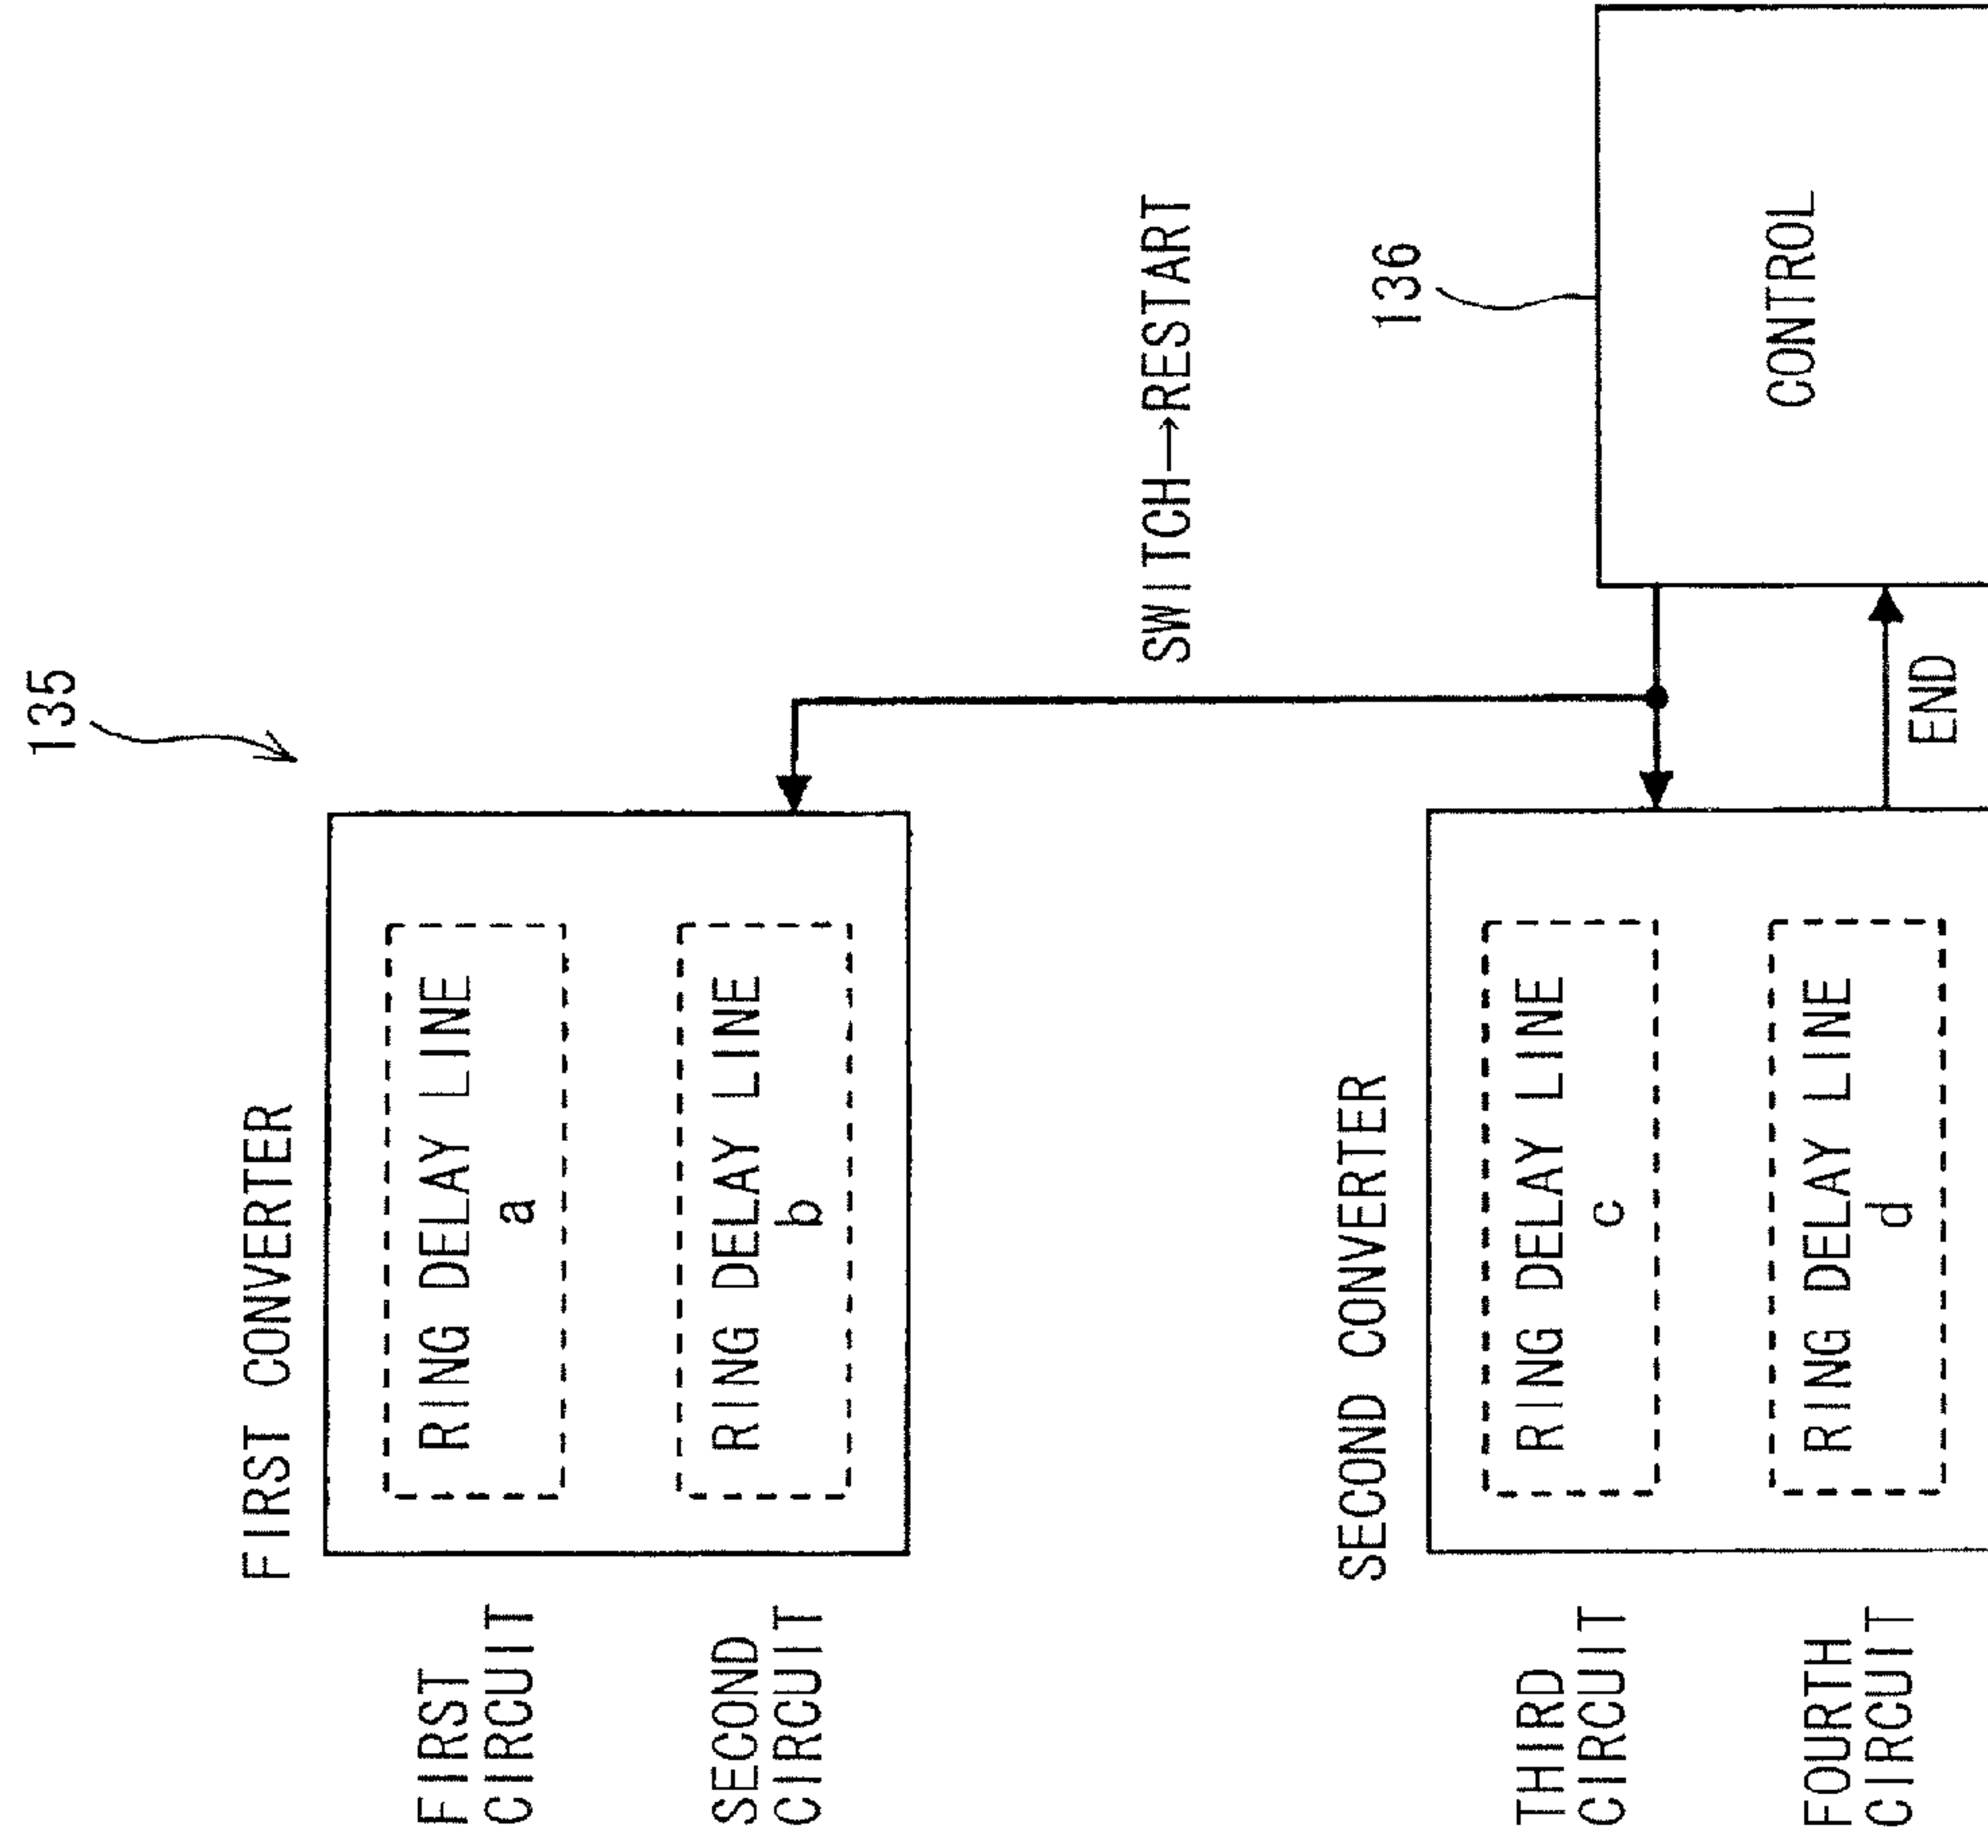 135
FIRST CONVERTER
FIRST
CIRCUIT
RING DELAY LINE
a
SECOND
CIRCUIT
RING DELAY LINE
b
SWITCH→RESTART
SECOND CONVERTER
136
THIRD
CIRCUIT
RING DELAY LINE
c
CONTROL
FOURTH
CIRCUIT
RING DELAY LINE
d
END